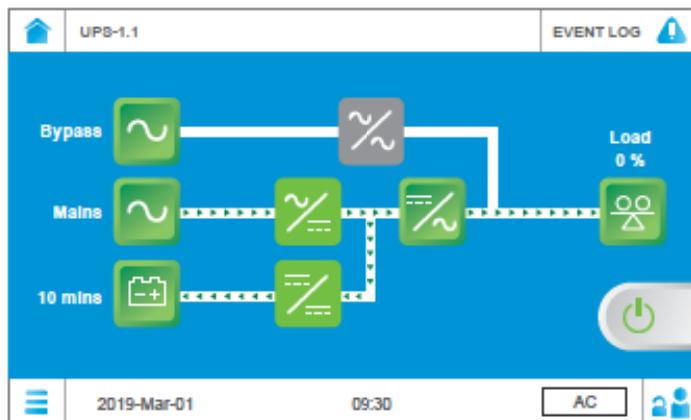 UPS-1.1
EVENT LOG
Bypass
Load
0 %
Mains
10 mins
2019-Mar-01
09:30
AC